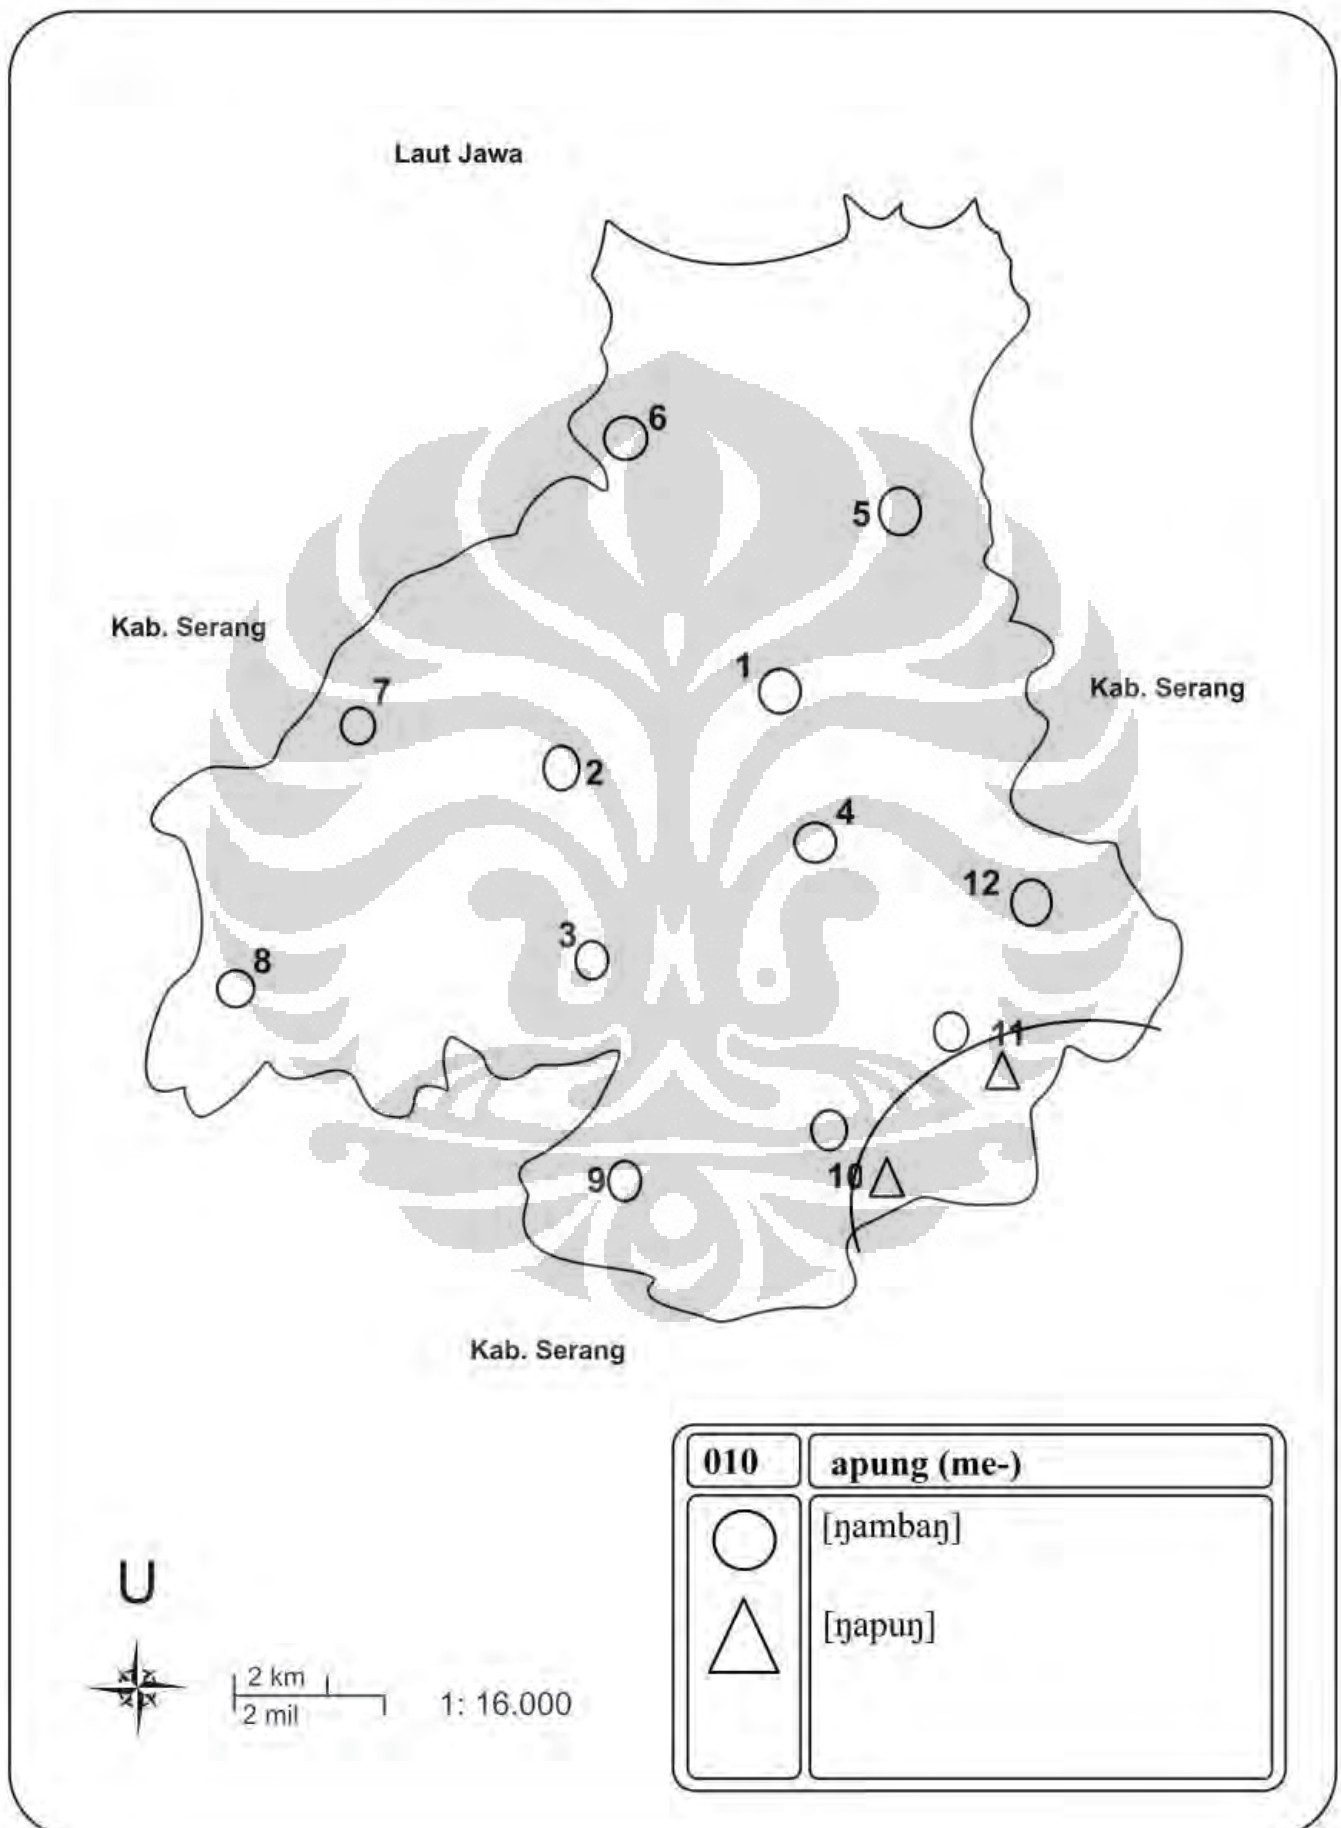 Laut Jawa
6
5
Kab. Serang
1
Kab. Serang
7
2
4
12
3
8
11
10
9
Kab. Serang
010 apung (me-)
[ŋambaŋ]
[ŋapuŋ]
U
2 km
2 mil
1: 16.000